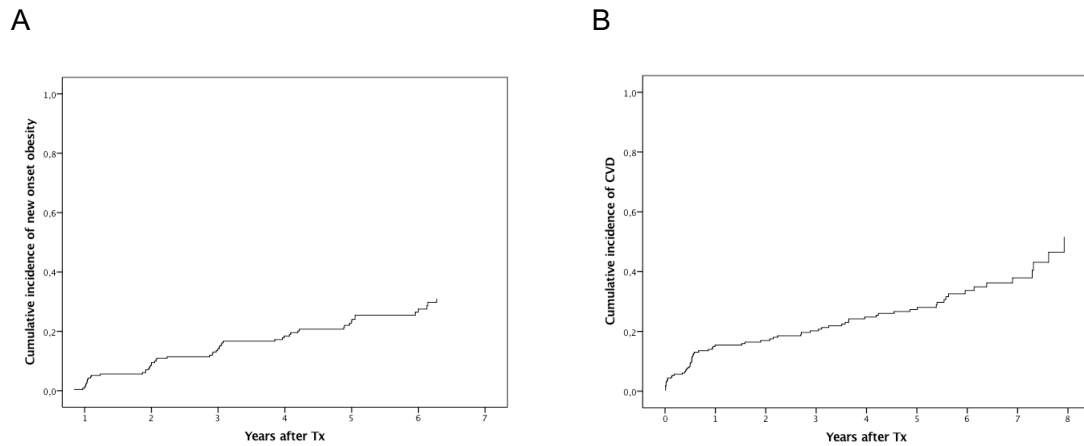 A
B
Cumulative incidence of new onset obesity
1,0
0,8
0,6
0,4
0,2
0,0
1 2 3 4 5 6 7
Years after Tx
Cumulative incidence of CVD
1,0
0,8
0,6
0,4
0,2
0,0
0 1 2 3 4 5 6 7 8
Years after Tx